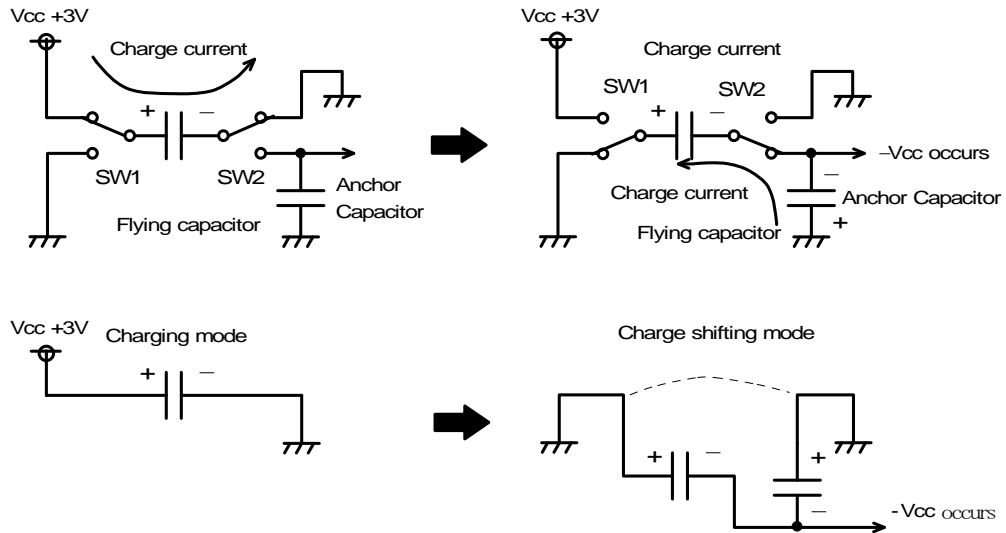 Vcc +3V
Charge current
+
–
SW1
SW2
Anchor
Capacitor
Flying capacitor
Vcc +3V
Charge current
SW1
+
–
SW2
–Vcc occurs
–
Anchor Capacitor
+
Charge current
Flying capacitor
Vcc +3V
Charging mode
+
–
Charge shifting mode
+
–
+
–
-Vcc occurs